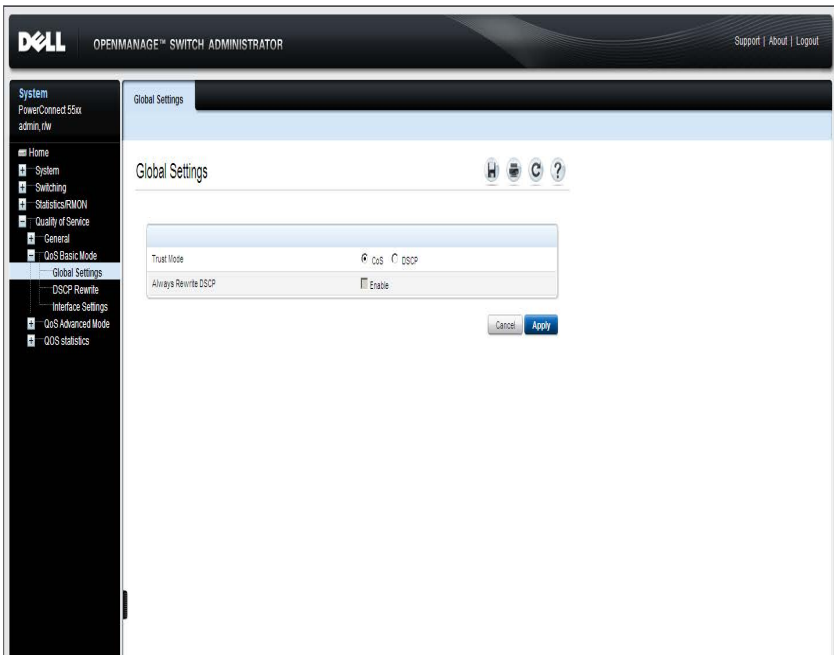 DELL OPENMANAGE™ SWITCH ADMINISTRATOR
Support | About | Logout
System
PowerConnect 55xx
admin, r/w
Home
System
Switching
Statistics/RMON
Quality of Service
General
QoS Basic Mode
Global Settings
DSCP Rewrite
Interface Settings
QoS Advanced Mode
QOS statistics
Global Settings
Global Settings
H C ?
Trust Mode CoS DSCP
Always Rewrite DSCP Enable
Cancel Apply